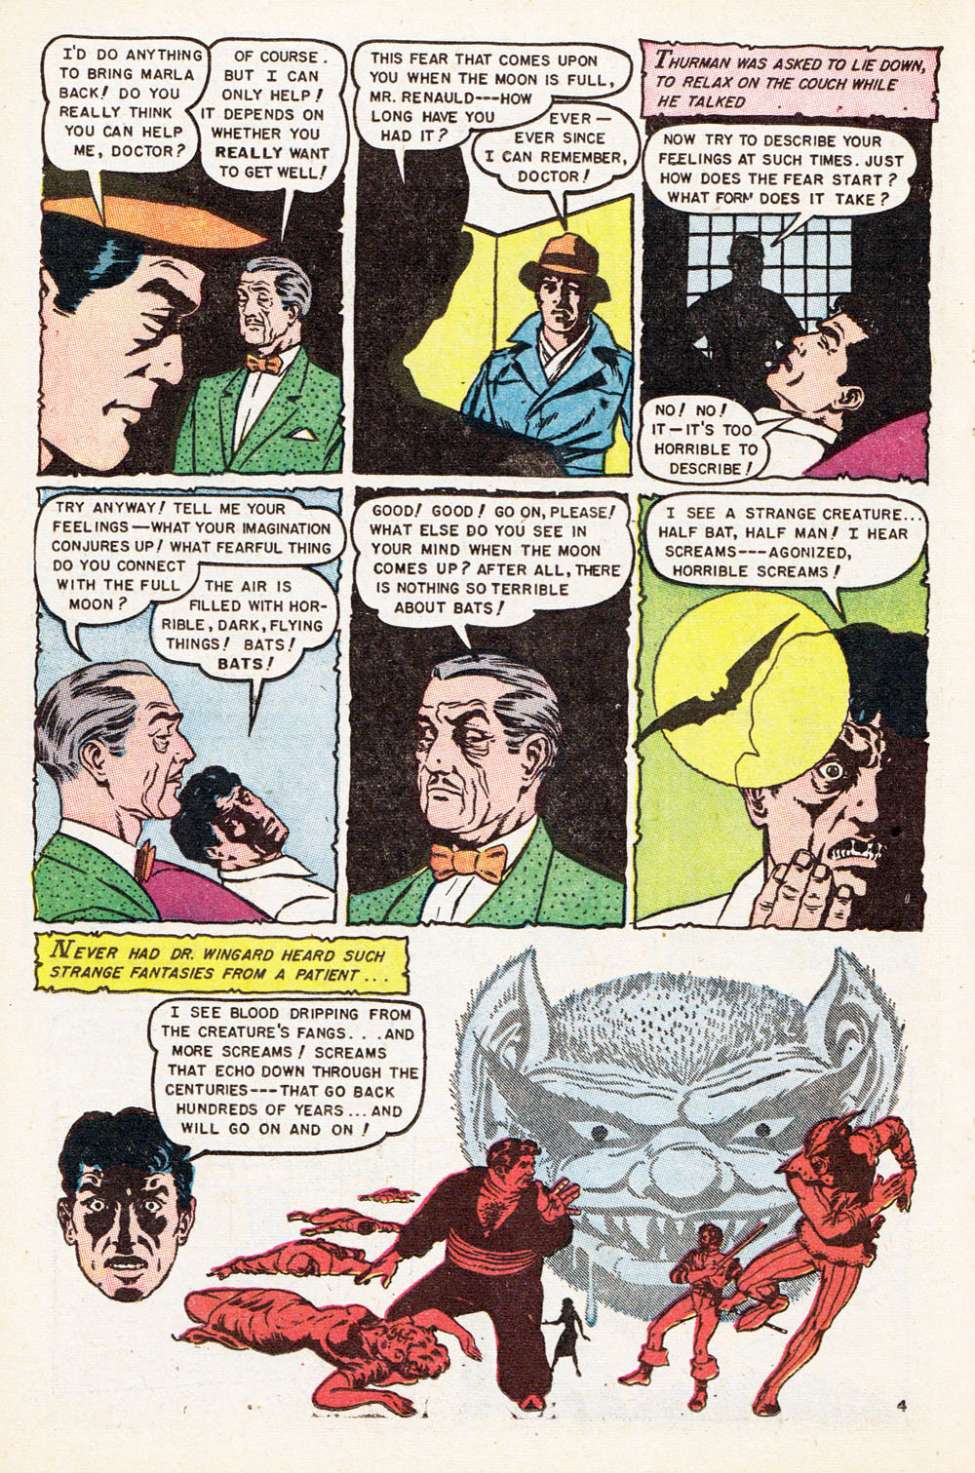 I'D DO ANYTHING
TO BRING MARLA
BACK! DO YOU
REALLY THINK
YOU CAN HELP
ME, DOCTOR?
OF COURSE.
BUT I CAN
ONLY HELP!
IT DEPENDS ON
WHETHER YOU
REALLY WANT
TO GET WELL!
THIS FEAR THAT COMES UPON
YOU WHEN THE MOON IS FULL,
MR. RENAULD---HOW
LONG HAVE YOU
HAD IT?
EVER—
EVER SINCE
I CAN REMEMBER,
DOCTOR!
THURMAN WAS ASKED TO LIE DOWN,
TO RELAX ON THE COUCH WHILE
HE TALKED
NOW TRY TO DESCRIBE YOUR
FEELINGS AT SUCH TIMES. JUST
HOW DOES THE FEAR START?
WHAT FORM DOES IT TAKE?
NO! NO!
IT—IT'S TOO
HORRIBLE TO
DESCRIBE!
TRY ANYWAY! TELL ME YOUR
FEELINGS—WHAT YOUR IMAGINATION
CONJURES UP! WHAT FEARFUL THING
DO YOU CONNECT
WITH THE FULL
MOON?
THE AIR IS
FILLED WITH HOR-
RIBLE, DARK, FLYING
THINGS! BATS!
BATS!
GOOD! GOOD! GO ON, PLEASE!
WHAT ELSE DO YOU SEE IN
YOUR MIND WHEN THE MOON
COMES UP? AFTER ALL, THERE
IS NOTHING SO TERRIBLE
ABOUT BATS!
I SEE A STRANGE CREATURE...
HALF BAT, HALF MAN! I HEAR
SCREAMS---AGONIZED,
HORRIBLE SCREAMS!
NEVER HAD DR. WINGARD HEARD SUCH
STRANGE FANTASIES FROM A PATIENT...
I SEE BLOOD DRIPPING FROM
THE CREATURE'S FANGS...AND
MORE SCREAMS! SCREAMS
THAT ECHO DOWN THROUGH THE
CENTURIES---THAT GO BACK
HUNDREDS OF YEARS...AND
WILL GO ON AND ON!
4